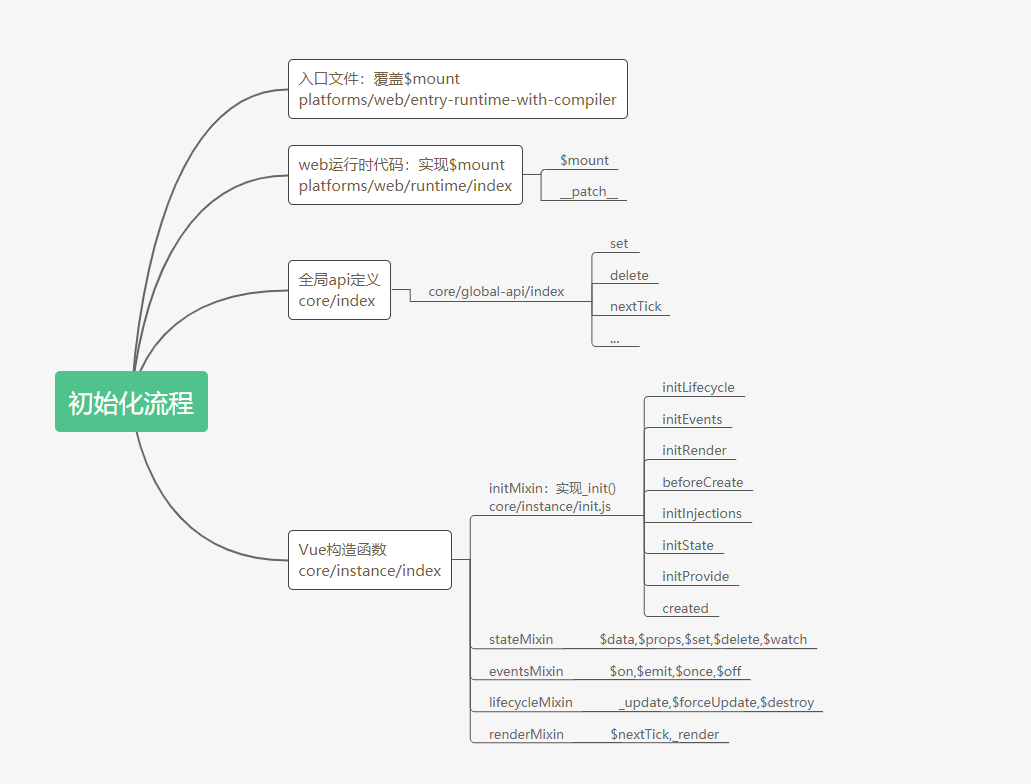 入口文件：覆盖$mount
platforms/web/entry-runtime-with-compiler
web运行时代码：实现$mount
platforms/web/runtime/index
$mount
__patch__
全局api定义
core/index
core/global-api/index
set
delete
nextTick
...
初始化流程
Vue构造函数
core/instance/index
initMixin：实现_init()
core/instance/init.js
initLifecycle
initEvents
initRender
beforeCreate
initInjections
initState
initProvide
created
stateMixin
$data,$props,$set,$delete,$watch
eventsMixin
$on,$emit,$once,$off
lifecycleMixin
_update,$forceUpdate,$destroy
renderMixin
$nextTick,_render